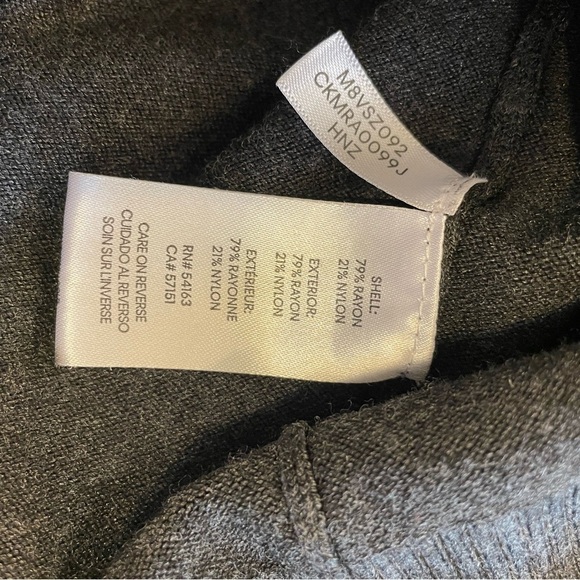 M8VSZ092
CKMRA0099J
HNZ
SHELL:
79% RAYON
21% NYLON
EXTERIOR:
79% RAYON
21% NYLON
EXTÉRIEUR:
79% RAYONNE
21% NYLON
RN# 54163
CA# 57151
CARE ON REVERSE
CUIDADO AL REVERSO
SOIN SUR L'INVERSE